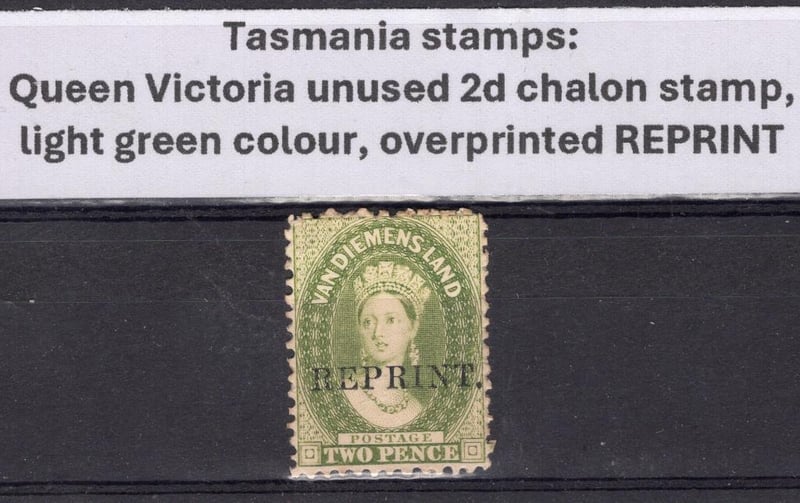 Tasmania stamps:
Queen Victoria unused 2d chalon stamp,
light green colour, overprinted REPRINT
VAN DIEMENS LAND
REPRINT.
POSTAGE
TWO PENCE